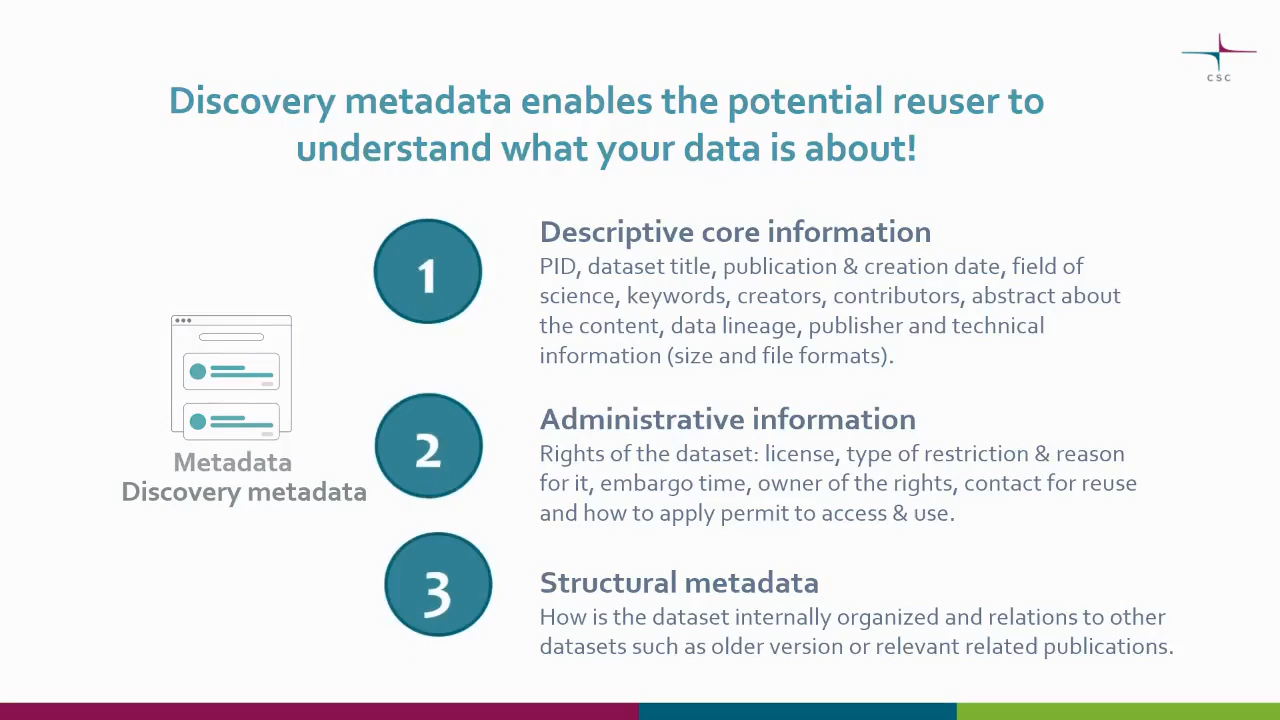 CSC
Discovery metadata enables the potential reuser to
understand what your data is about!
1
Descriptive core information
PID, dataset title, publication & creation date, field of
science, keywords, creators, contributors, abstract about
the content, data lineage, publisher and technical
information (size and file formats).
Metadata
Discovery metadata
2
Administrative information
Rights of the dataset: license, type of restriction & reason
for it, embargo time, owner of the rights, contact for reuse
and how to apply permit to access & use.
3
Structural metadata
How is the dataset internally organized and relations to other
datasets such as older version or relevant related publications.